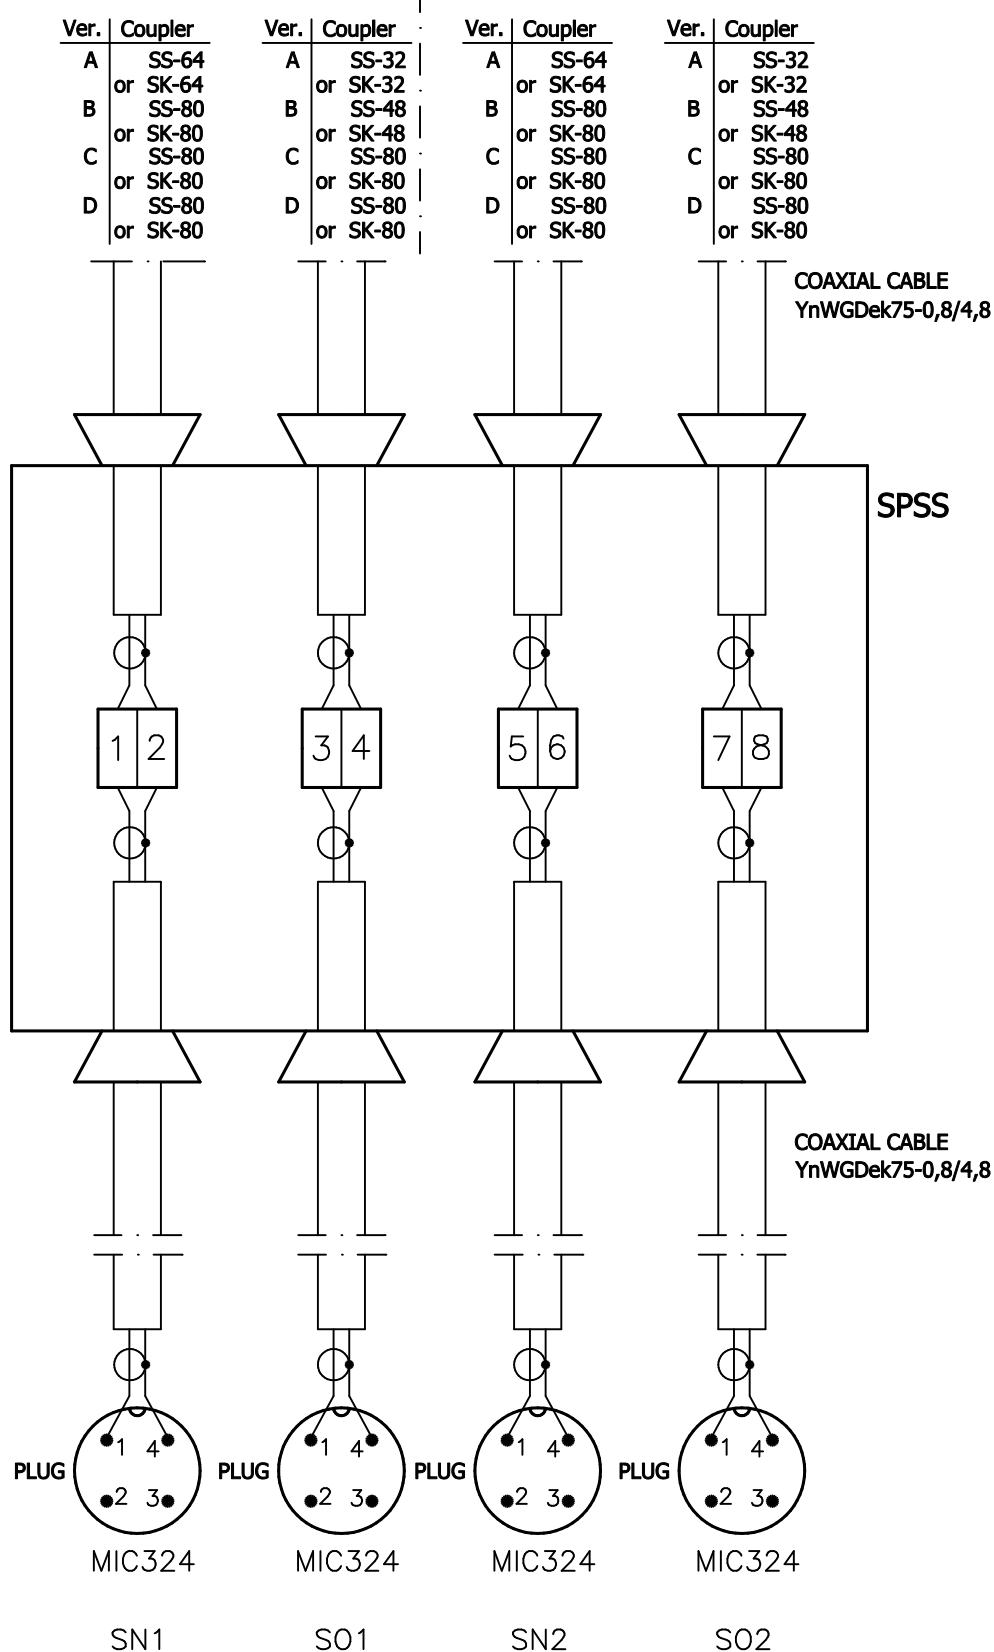 Ver. Coupler Ver. Coupler Ver. Coupler Ver. Coupler
A SS-64 A SS-32 A SS-64 A SS-32
or SK-64 or SK-32 or SK-64 or SK-32
B SS-80 B SS-48 B SS-80 B SS-48
or SK-80 or SK-48 or SK-80 or SK-48
C SS-80 C SS-80 C SS-80 C SS-80
or SK-80 or SK-80 or SK-80 or SK-80
D SS-80 D SS-80 D SS-80 D SS-80
or SK-80 or SK-80 or SK-80 or SK-80
COAXIAL CABLE
YnWGDek75-0,8/4,8
SPSS
1 2 3 4 5 6 7 8
COAXIAL CABLE
YnWGDek75-0,8/4,8
1 4 1 4 1 4 1 4
PLUG PLUG PLUG PLUG
2 3 2 3 2 3 2 3
MIC324 MIC324 MIC324 MIC324
SN1 SO1 SN2 SO2